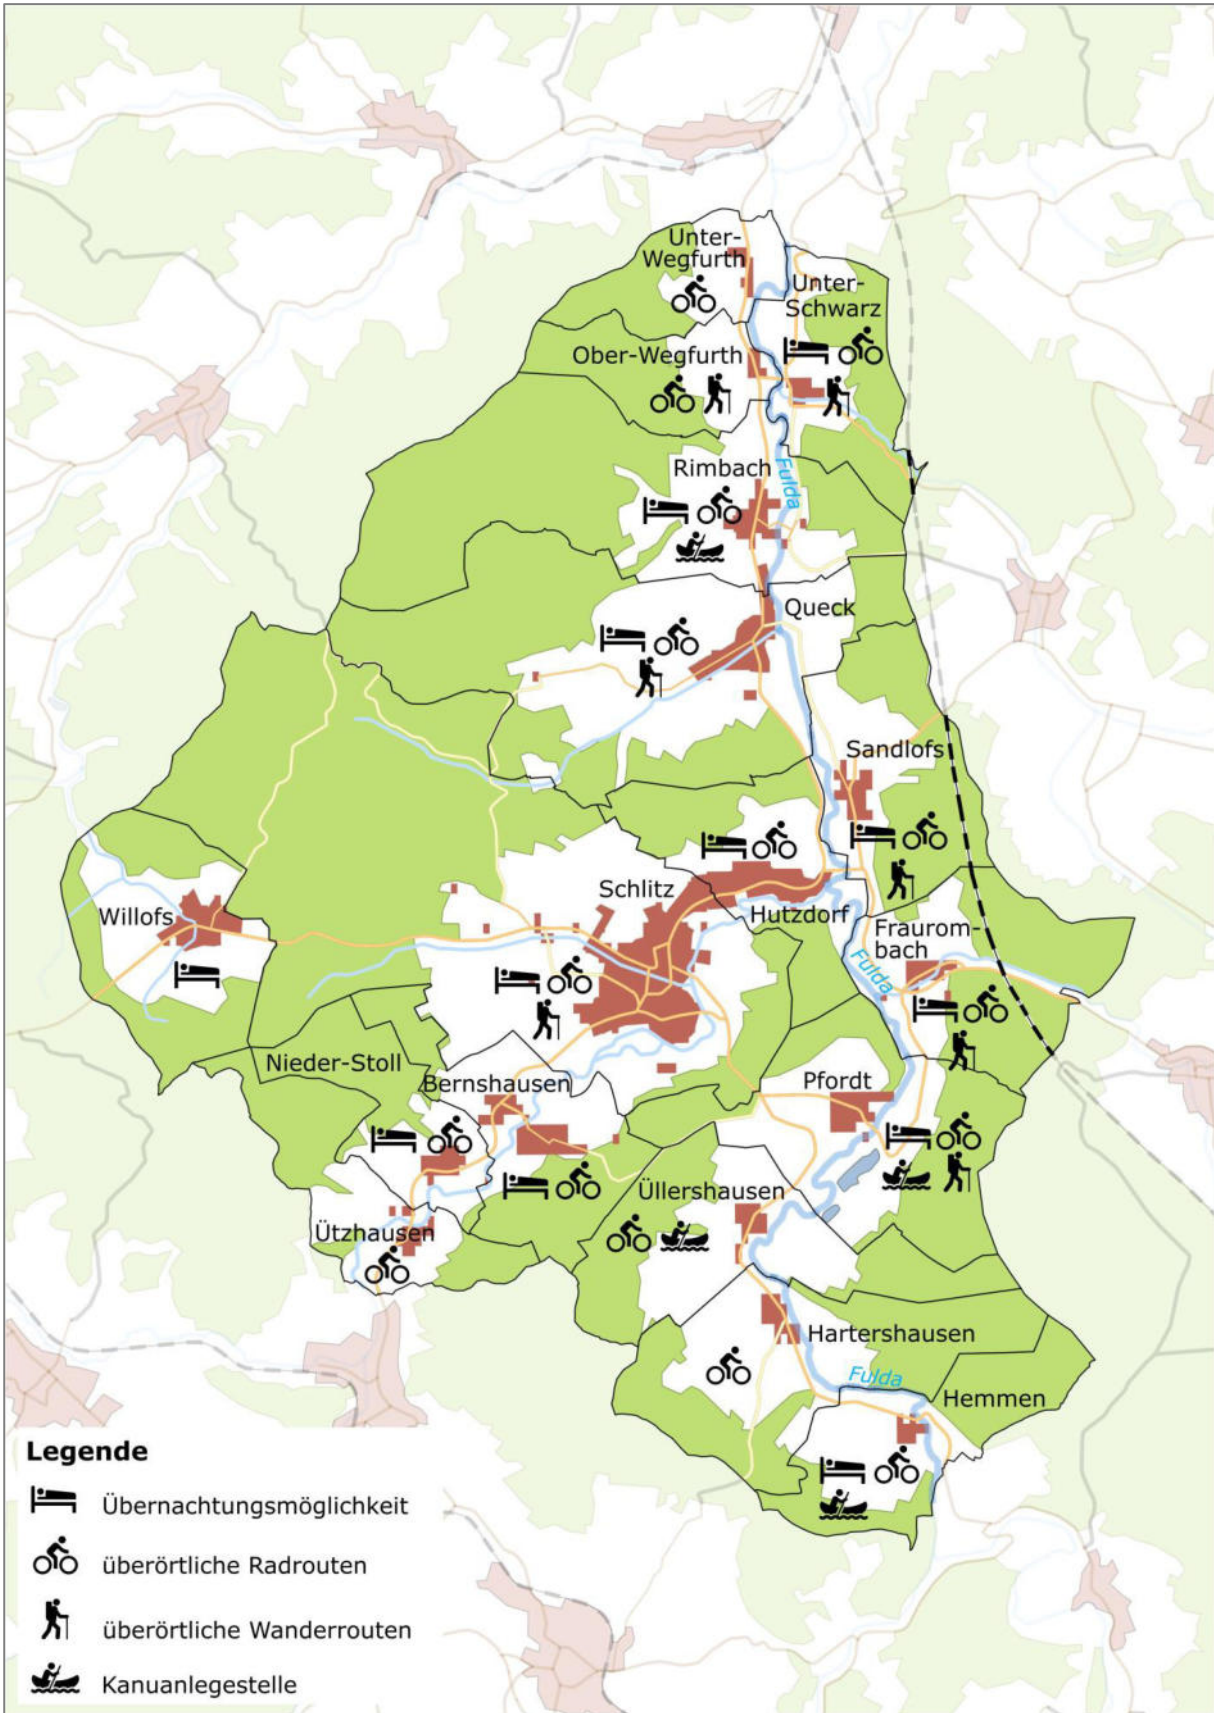 Unter-
Wegfurth
Unter-
Schwarz
Ober-Wegfurth
Rimbach
Fulda
Queck
Sandlofs
Schlitz
Willofs
Hutzdorf
Fraurom-
bach
Fulda
Nieder-Stoll
Bernshausen
Pfordt
Üllershausen
Ützhausen
Hartershausen
Fulda
Hemmen
Legende
Übernachtungsmöglichkeit
überörtliche Radrouten
überörtliche Wanderrouten
Kanuanlegestelle